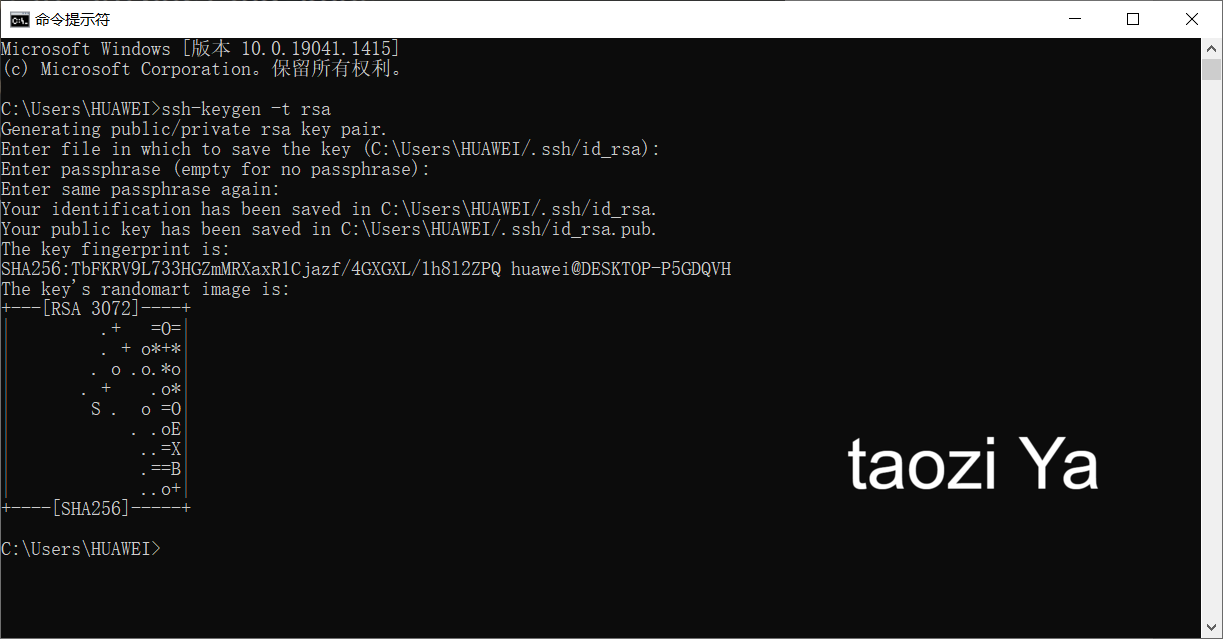 命令提示符
Microsoft Windows [版本 10.0.19041.1415]
(c) Microsoft Corporation。保留所有权利。
C:\Users\HUAWEI>ssh-keygen -t rsa
Generating public/private rsa key pair.
Enter file in which to save the key (C:\Users\HUAWEI/.ssh/id_rsa):
Enter passphrase (empty for no passphrase):
Enter same passphrase again:
Your identification has been saved in C:\Users\HUAWEI/.ssh/id_rsa.
Your public key has been saved in C:\Users\HUAWEI/.ssh/id_rsa.pub.
The key fingerprint is:
SHA256:TbFKRV9L733HGZmMRXaxR1Cjazf/4GXGXL/1h8l2ZPQ huawei@DESKTOP-P5GDQVH
The key's randomart image is:
+---[RSA 3072]----+
|         .+   =O=|
|         . + o*+*|
|        . o .o.*o|
|       . +    .o*|
|        S .  o =O|
|            . .oE|
|             ..=X|
|             .==B|
|             ..o+|
+----[SHA256]-----+
taozi Ya
C:\Users\HUAWEI>